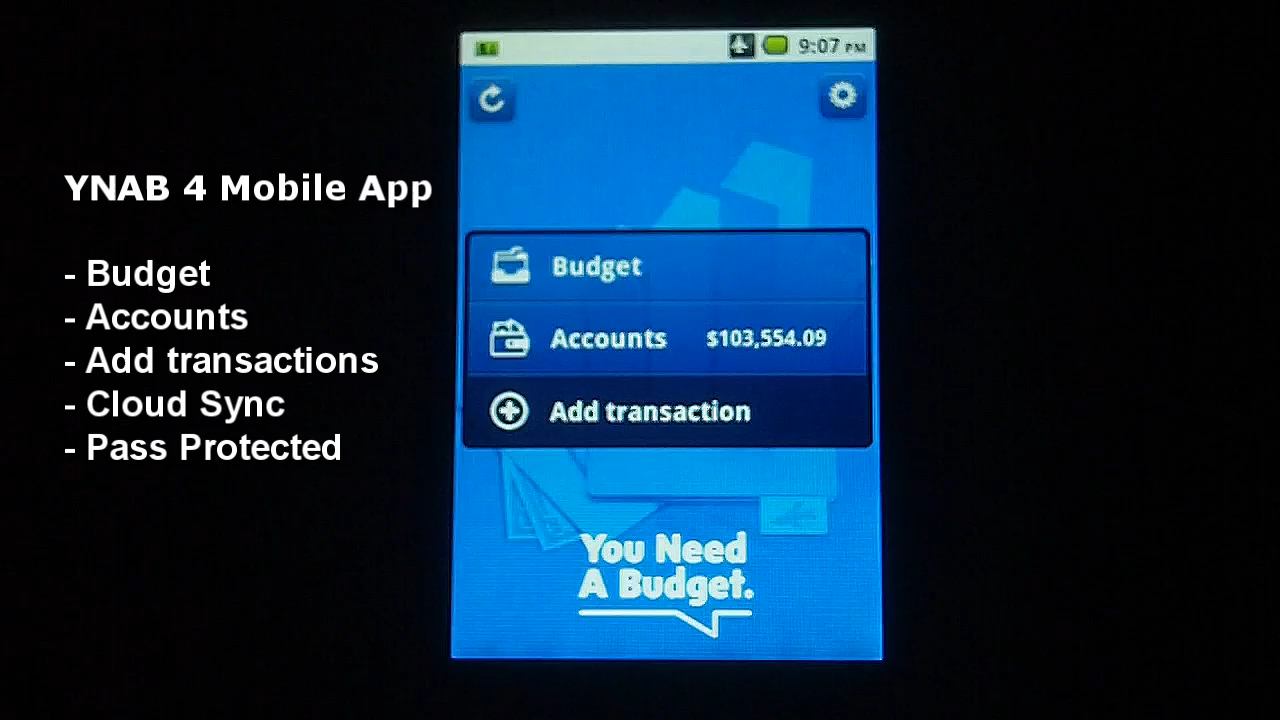 9:07 PM
YNAB 4 Mobile App
- Budget
- Accounts
- Add transactions
- Cloud Sync
- Pass Protected
Budget
Accounts $103,554.09
Add transaction
You Need
A Budget.